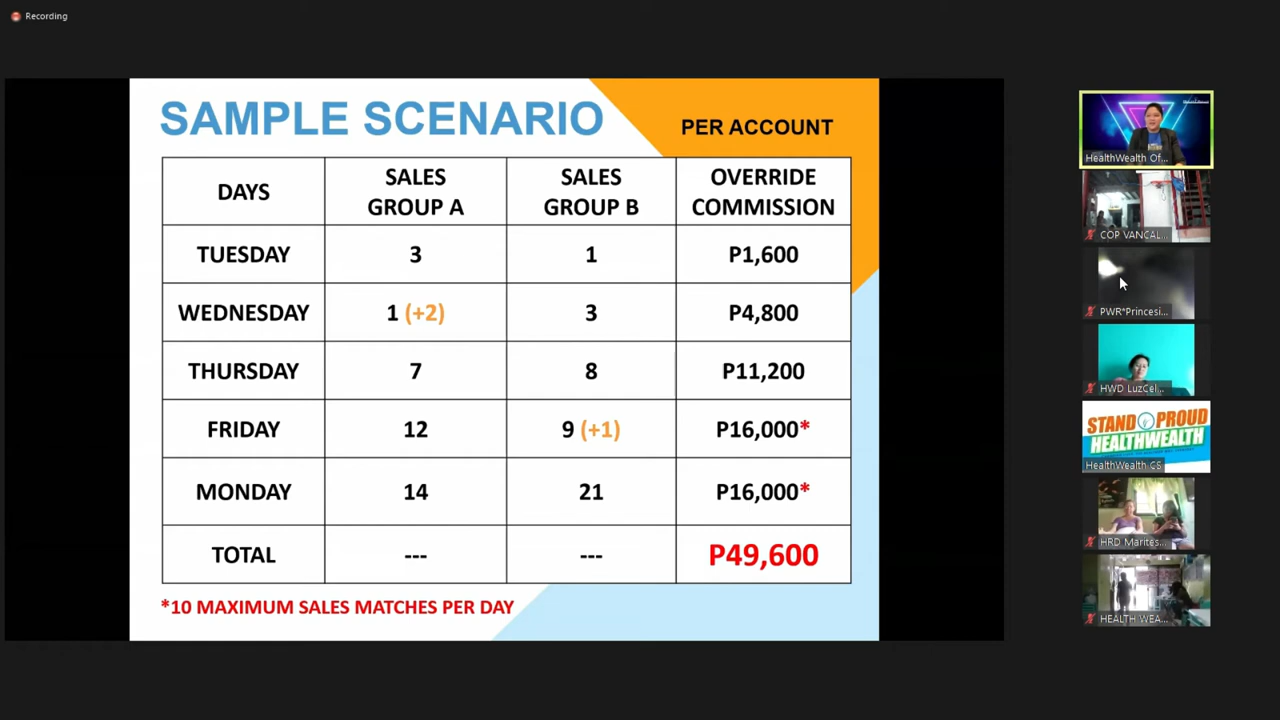 Recording
SAMPLE SCENARIO
PER ACCOUNT
DAYS
SALES GROUP A
SALES GROUP B
OVERRIDE COMMISSION
TUESDAY 3 1 P1,600
WEDNESDAY 1 (+2) 3 P4,800
THURSDAY 7 8 P11,200
FRIDAY 12 9 (+1) P16,000*
MONDAY 14 21 P16,000*
TOTAL --- --- P49,600
*10 MAXIMUM SALES MATCHES PER DAY
HealthWealth Of...
COP VANCAL...
PWR*Princesi...
HWD LuzCel...
STAND PROUD
HEALTHWEALTH
HealthWealth CS
HRD Marites...
HEALTH WEA...